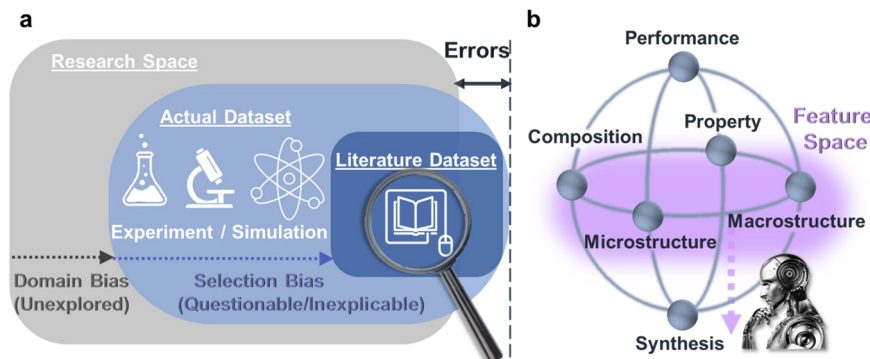 a
Research Space
Errors
Actual Dataset
Literature Dataset
Experiment / Simulation
Domain Bias
(Unexplored)
Selection Bias
(Questionable/Inexplicable)
b
Performance
Composition
Property
Feature
Space
Microstructure
Macrostructure
Synthesis